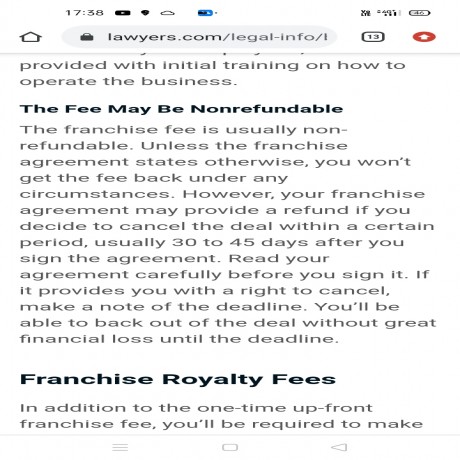 17:38
lawyers.com/legal-info/l
13
provided with initial training on how to
operate the business.
The Fee May Be Nonrefundable
The franchise fee is usually non-
refundable. Unless the franchise
agreement states otherwise, you won't
get the fee back under any
circumstances. However, your franchise
agreement may provide a refund if you
decide to cancel the deal within a certain
period, usually 30 to 45 days after you
sign the agreement. Read your
agreement carefully before you sign it. If
it provides you with a right to cancel,
make a note of the deadline. You'll be
able to back out of the deal without great
financial loss until the deadline.
Franchise Royalty Fees
In addition to the one-time up-front
franchise fee, you'll be required to make